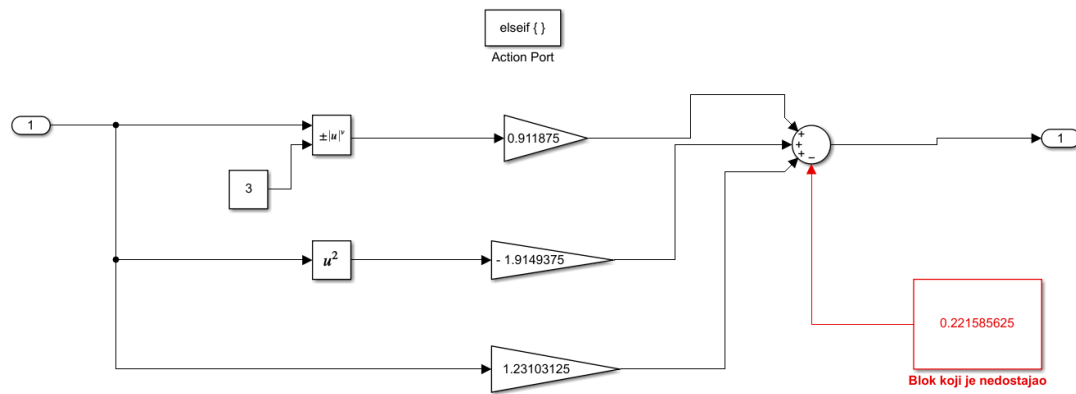 elseif { }
Action Port
1
±|u|ᵛ
0.911875
+
+
+
−
1
3
u²
- 1.9149375
0.221585625
1.23103125
Blok koji je nedostajao